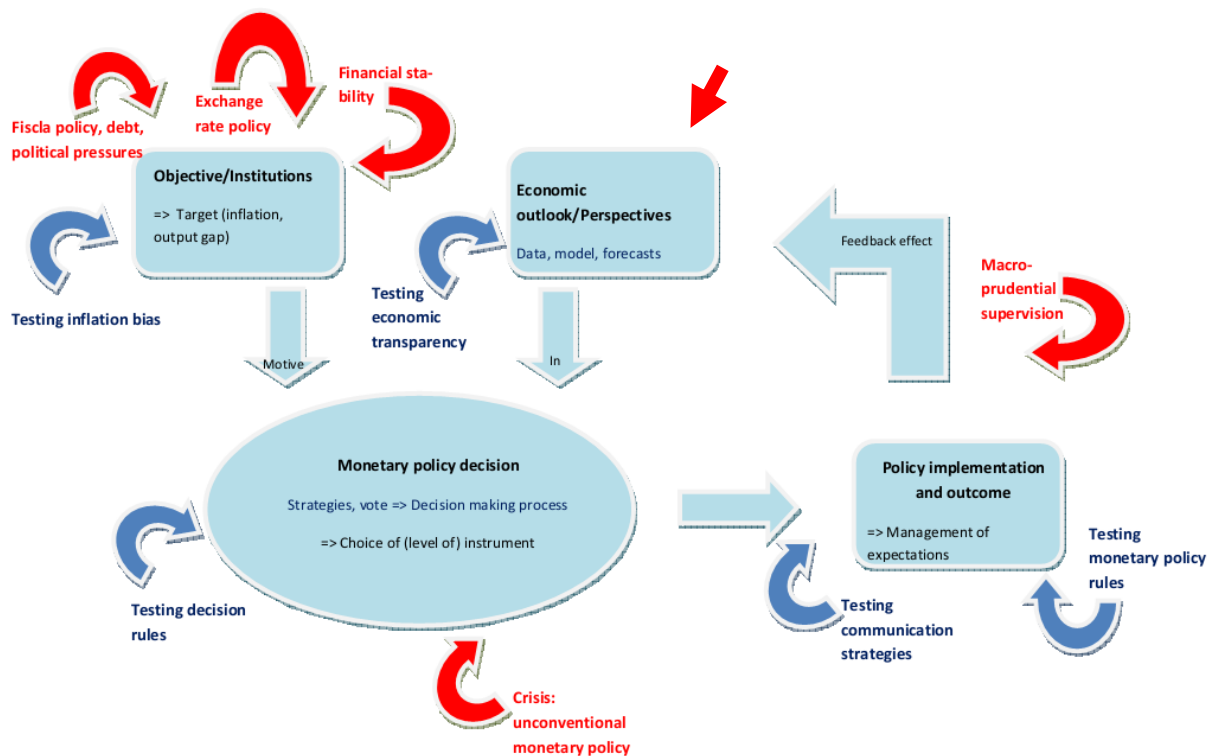 Financial sta-
bility
Exchange
rate policy
Fiscla policy, debt,
political pressures
Objective/Institutions
=> Target (inflation,
output gap)
Economic
outlook/Perspectives
Data, model, forecasts
Feedback effect
Macro-
prudential
supervision
Testing inflation bias
Testing
economic
transparency
Motive
In
Monetary policy decision
Strategies, vote => Decision making process
=> Choice of (level of) instrument
Policy implementation
and outcome
=> Management of
expectations
Testing
monetary policy
rules
Testing decision
rules
Testing
communication
strategies
Crisis:
unconventional
monetary policy